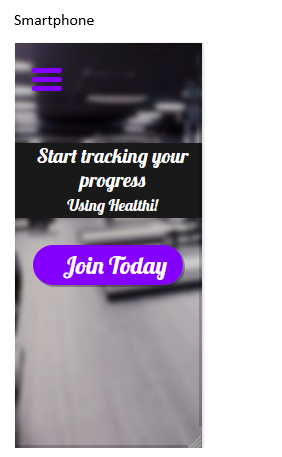 Smartphone
Start tracking your
progress
Using Healthi!
Join Today